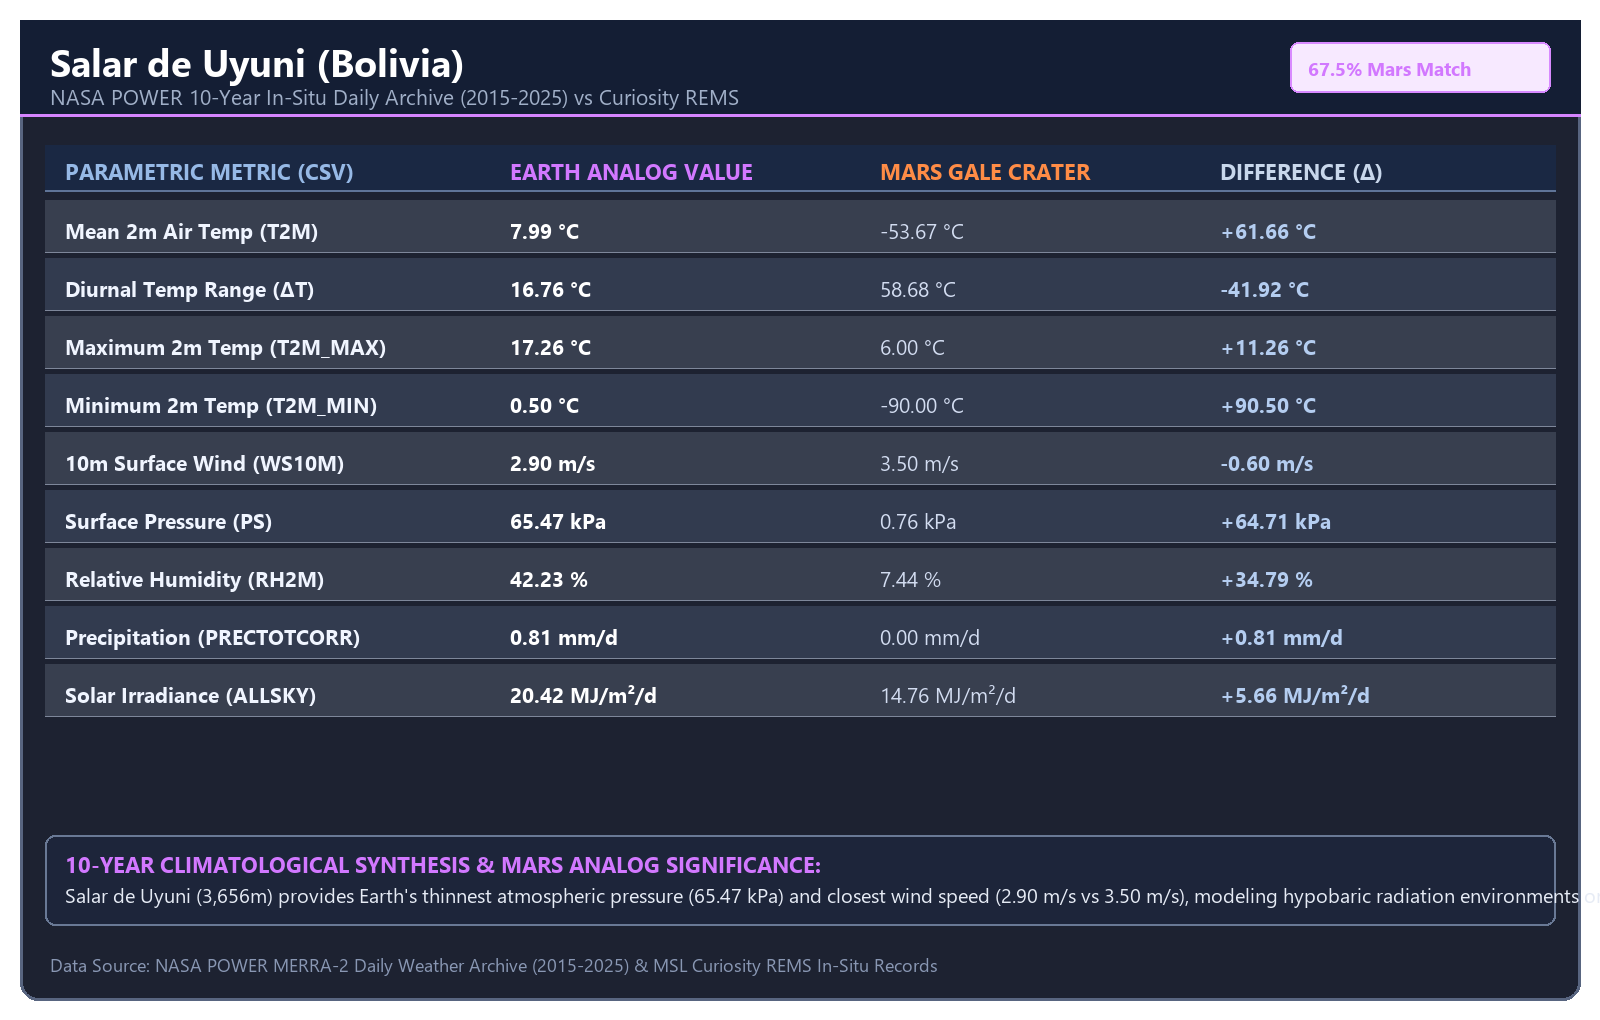 Salar de Uyuni (Bolivia)
67.5% Mars Match
NASA POWER 10-Year In-Situ Daily Archive (2015-2025) vs Curiosity REMS
PARAMETRIC METRIC (CSV) EARTH ANALOG VALUE MARS GALE CRATER DIFFERENCE (Δ)
Mean 2m Air Temp (T2M) 7.99 °C -53.67 °C +61.66 °C
Diurnal Temp Range (ΔT) 16.76 °C 58.68 °C -41.92 °C
Maximum 2m Temp (T2M_MAX) 17.26 °C 6.00 °C +11.26 °C
Minimum 2m Temp (T2M_MIN) 0.50 °C -90.00 °C +90.50 °C
10m Surface Wind (WS10M) 2.90 m/s 3.50 m/s -0.60 m/s
Surface Pressure (PS) 65.47 kPa 0.76 kPa +64.71 kPa
Relative Humidity (RH2M) 42.23 % 7.44 % +34.79 %
Precipitation (PRECTOTCORR) 0.81 mm/d 0.00 mm/d +0.81 mm/d
Solar Irradiance (ALLSKY) 20.42 MJ/m²/d 14.76 MJ/m²/d +5.66 MJ/m²/d
10-YEAR CLIMATOLOGICAL SYNTHESIS & MARS ANALOG SIGNIFICANCE:
Salar de Uyuni (3,656m) provides Earth's thinnest atmospheric pressure (65.47 kPa) and closest wind speed (2.90 m/s vs 3.50 m/s), modeling hypobaric radiation environments
Data Source: NASA POWER MERRA-2 Daily Weather Archive (2015-2025) & MSL Curiosity REMS In-Situ Records